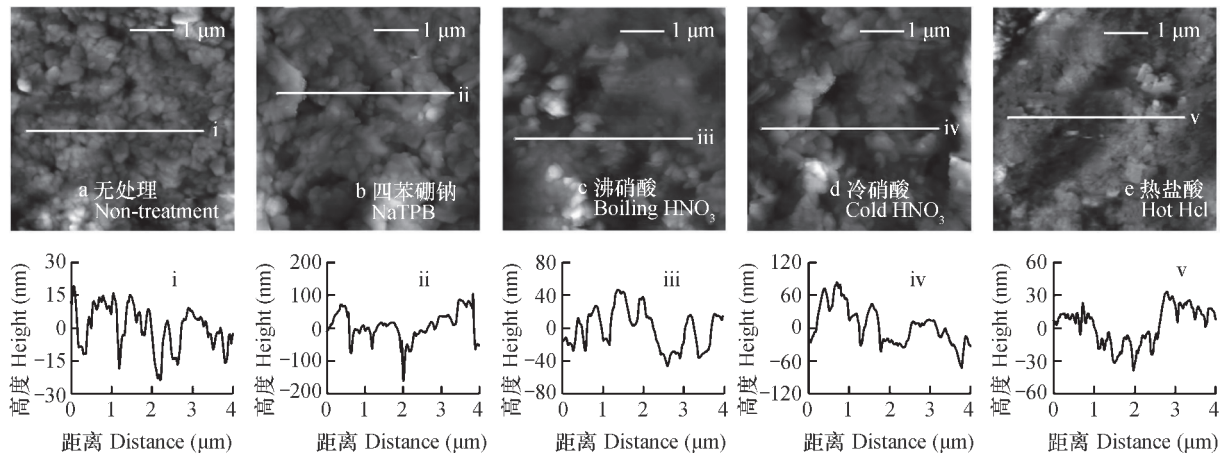 1 μm
i
a 无处理
Non-treatment
1 μm
ii
b 四苯硼钠
NaTPB
1 μm
iii
c 沸硝酸
Boiling HNO3
1 μm
iv
d 冷硝酸
Cold HNO3
1 μm
v
e 热盐酸
Hot Hcl
高度 Height (nm)
30
15
0
−15
−30
i
0 1 2 3 4
距离 Distance (μm)
高度 Height (nm)
200
100
0
−100
−200
ii
0 1 2 3 4
距离 Distance (μm)
高度 Height (nm)
80
40
0
−40
−80
iii
0 1 2 3 4
距离 Distance (μm)
高度 Height (nm)
120
60
0
−60
−120
iv
0 1 2 3 4
距离 Distance (μm)
高度 Height (nm)
60
30
0
−30
−60
v
0 1 2 3 4
距离 Distance (μm)